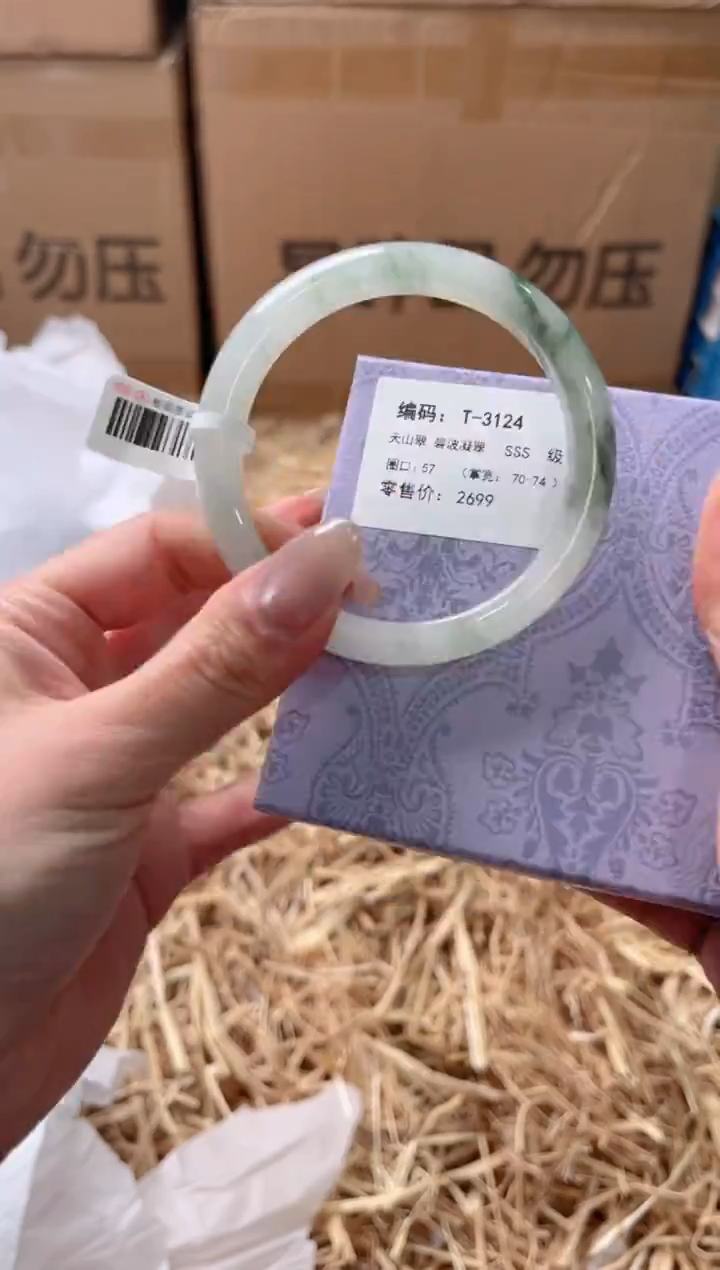 勿压
勿压
编码: T-3124
天山翠 碧波凝翠 SSS 级
圈口: 57 (掌宽: 70-74)
零售价: 2699